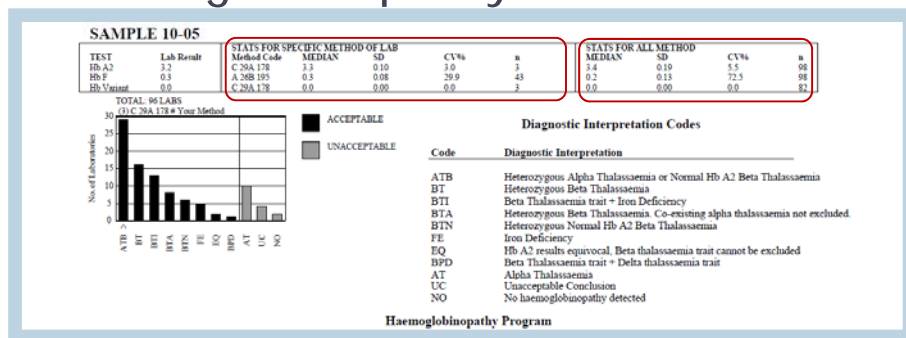 SAMPLE 10-05
STATS FOR SPECIFIC METHOD OF LAB STATS FOR ALL METHOD
TEST Lab Result Method Code MEDIAN SD CV% n MEDIAN SD CV% n
Hb A2 3.2 C 29A 178 3.3 0.10 3.0 3 3.4 0.19 5.5 98
Hb F 0.3 A 26B 195 0.3 0.08 29.9 43 0.2 0.13 72.5 98
Hb Variant 0.0 C 29A 178 0.0 0.00 0.0 3 0.0 0.00 0.0 82
TOTAL: 96 LABS
(3) C 29A 178 # Your Method
30
20
15
10
5
0
No. of Laboratories
ATB >
BT
BTI
BTA
BTN
FE
EQ
BPD
AT
UC
NO
ACCEPTABLE
UNACCEPTABLE
Diagnostic Interpretation Codes
Code Diagnostic Interpretation
ATB Heterozygous Alpha Thalassaemia or Normal Hb A2 Beta Thalassaemia
BT Heterozygous Beta Thalassaemia
BTI Beta Thalassaemia trait + Iron Deficiency
BTA Heterozygous Beta Thalassaemia. Co-existing alpha thalassaemia not excluded.
BTN Heterozygous Normal Hb A2 Beta Thalassaemia
FE Iron Deficiency
EQ Hb A2 results equivocal, Beta thalassaemia trait cannot be excluded
BPD Beta Thalassaemia trait + Delta thalassaemia trait
AT Alpha Thalassaemia
UC Unacceptable Conclusion
NO No haemoglobinopathy detected
Haemoglobinopathy Program